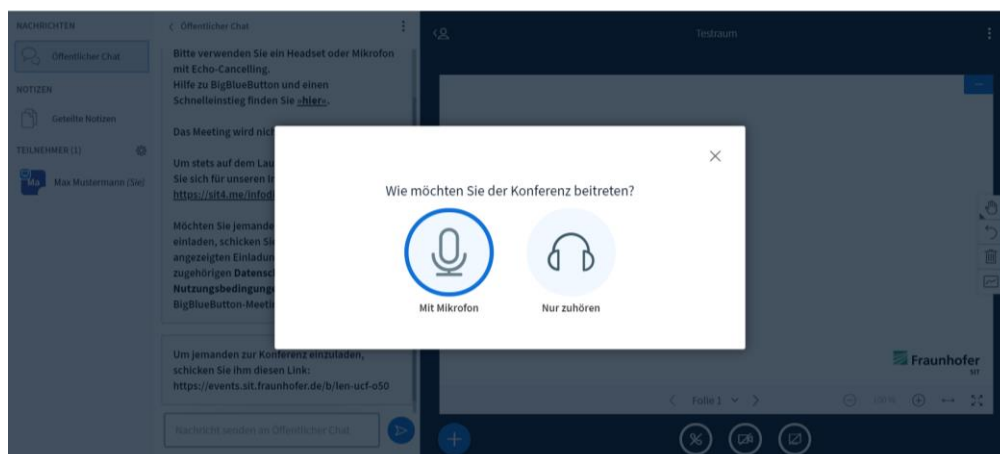 NACHRICHTEN
Öffentlicher Chat
NOTIZEN
Geteilte Notizen
TEILNEHMER (1)
Ma
Max Mustermann (Sie)
Öffentlicher Chat
Bitte verwenden Sie ein Headset oder Mikrofon
mit Echo-Cancelling.
Hilfe zu BigBlueButton und einen
Schnelleinstieg finden Sie »hier«.
Das Meeting wird nich
Um stets auf dem Lau
Sie sich für unseren
https://sit4.me/infodi
Möchten Sie jemande
einladen, schicken Si
angezeigten Einladun
zugehörigen Datensc
Nutzungsbedingunge
BigBlueButton-Meeti
Um jemanden zur Konferenz einzuladen,
schicken Sie ihm diesen Link:
https://events.sit.fraunhofer.de/b/len-ucf-o50
Nachricht senden an Öffentlicher Chat
Testraum
Wie möchten Sie der Konferenz beitreten?
Mit Mikrofon
Nur zuhören
Fraunhofer
SIT
Folie 1
100%